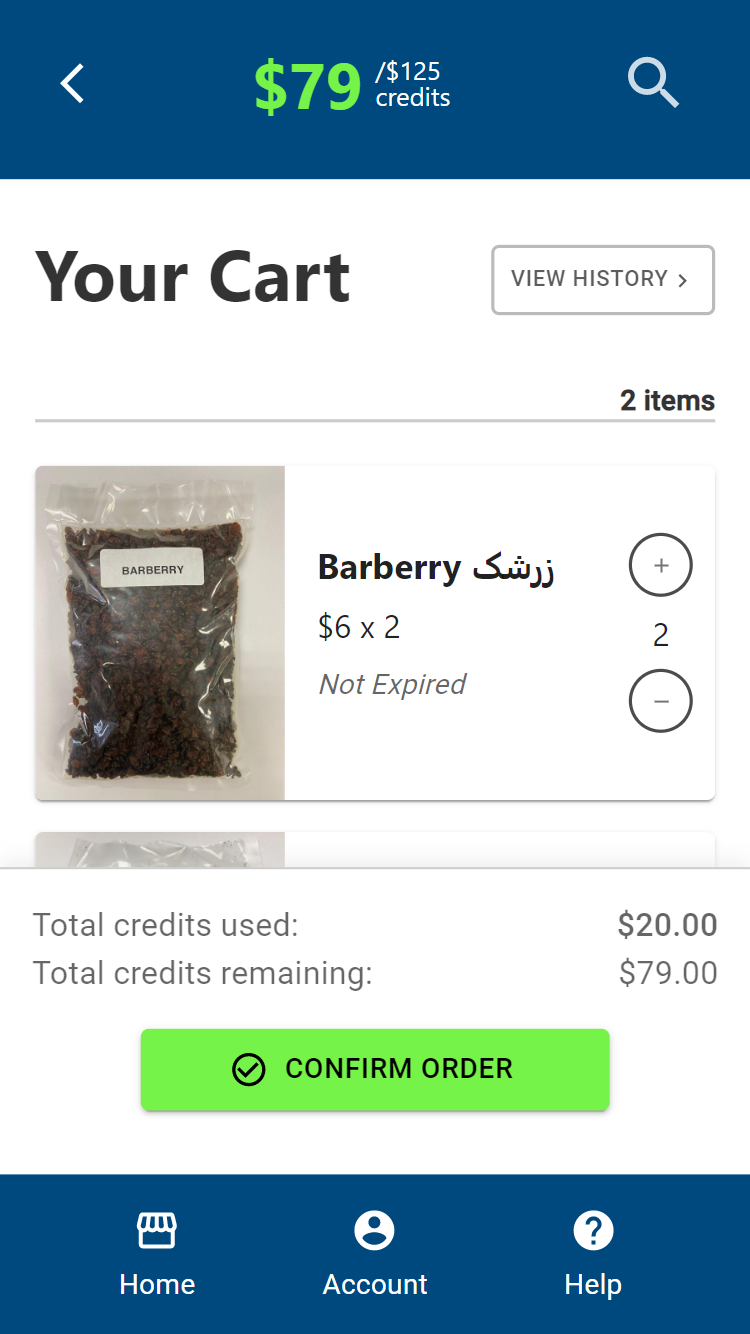 $79 /$125
credits
Your Cart
VIEW HISTORY
2 items
BARBERRY
Barberry زرشک
$6 x 2
Not Expired
2
Total credits used: $20.00
Total credits remaining: $79.00
CONFIRM ORDER
Home Account Help